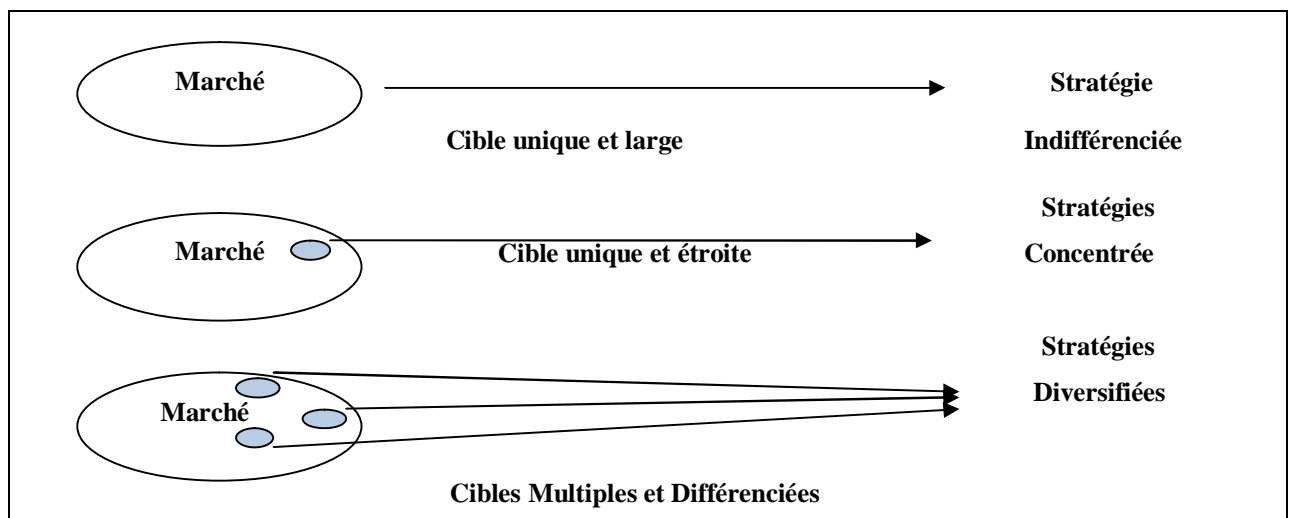 Marché
Stratégie
Cible unique et large
Indifférenciée
Stratégies
Marché
Cible unique et étroite
Concentrée
Stratégies
Marché
Diversifiées
Cibles Multiples et Différenciées